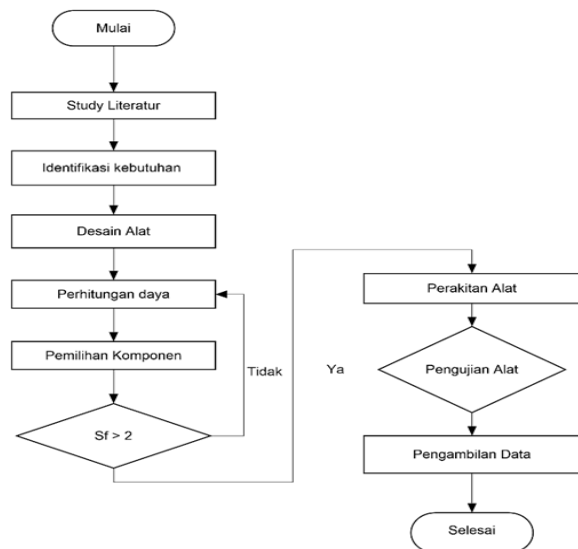 Mulai
Study Literatur
Identifikasi kebutuhan
Desain Alat
Perhitungan daya
Pemilihan Komponen
Tidak
Sf > 2
Ya
Perakitan Alat
Pengujian Alat
Pengambilan Data
Selesai